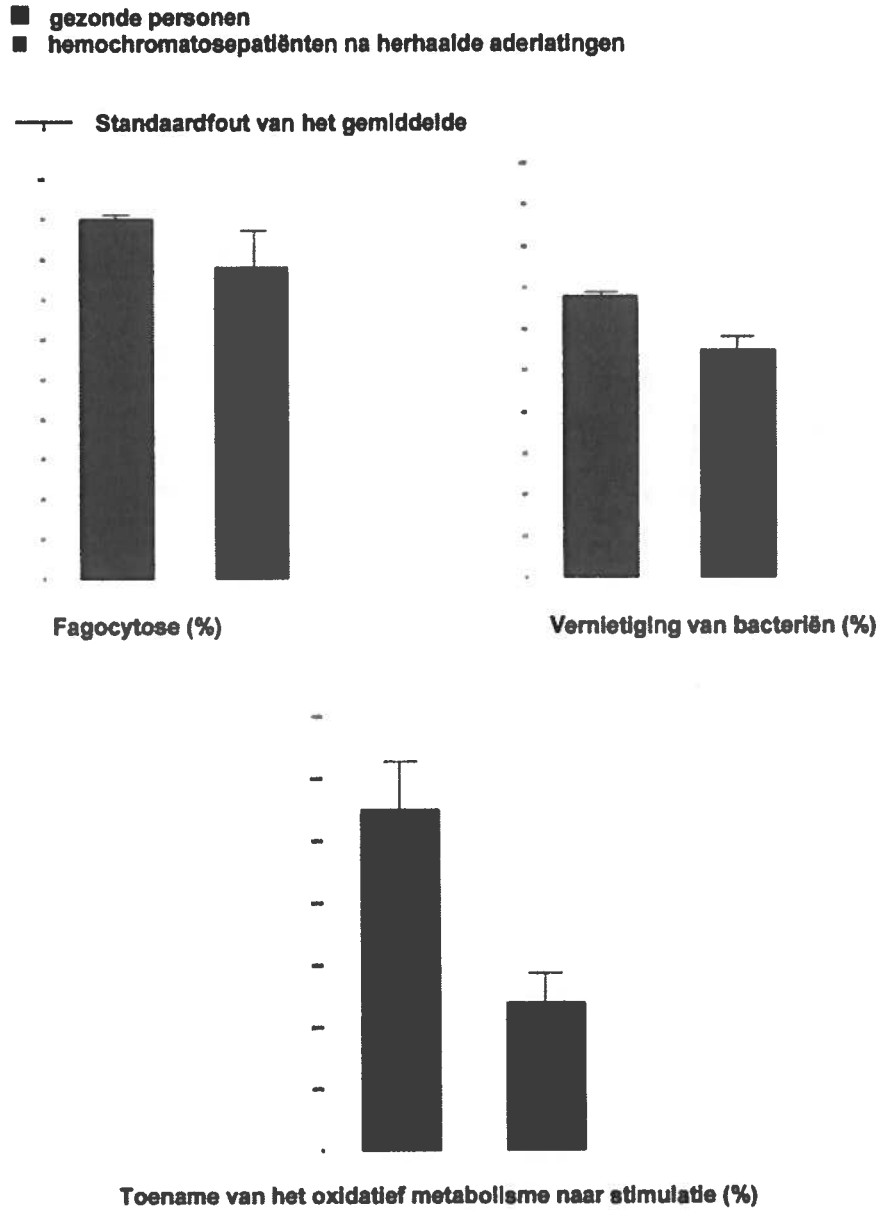 gezonde personen
hemochromatosepatiënten na herhaalde aderlatingen
Standaardfout van het gemiddelde
Fagocytose (%)
Vernietiging van bacteriën (%)
Toename van het oxidatief metabolisme naar stimulatie (%)